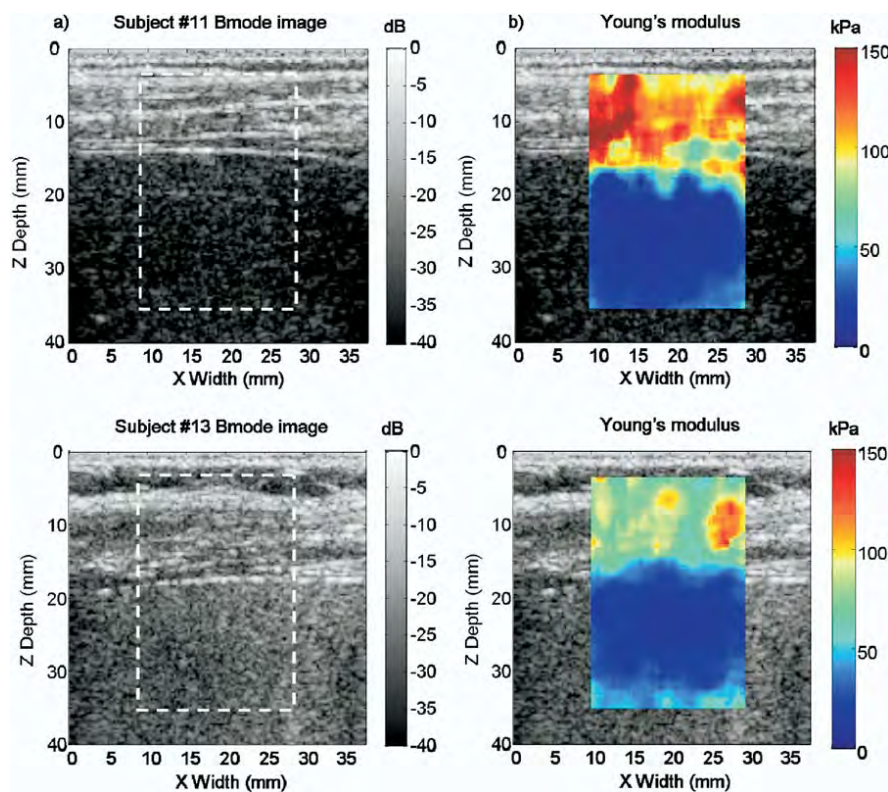 a) Subject #11 Bmode image
dB
0
-5
-10
-15
-20
-25
-30
-35
-40
0
10
20
30
40
Z Depth (mm)
0 5 10 15 20 25 30 35
X Width (mm)
b) Young's modulus
kPa
150
100
50
0
0
10
20
30
40
Z Depth (mm)
0 5 10 15 20 25 30 35
X Width (mm)
Subject #13 Bmode image
dB
0
-5
-10
-15
-20
-25
-30
-35
-40
0
10
20
30
40
Z Depth (mm)
0 5 10 15 20 25 30 35
X Width (mm)
Young's modulus
kPa
150
100
50
0
0
10
20
30
40
Z Depth (mm)
0 5 10 15 20 25 30 35
X Width (mm)